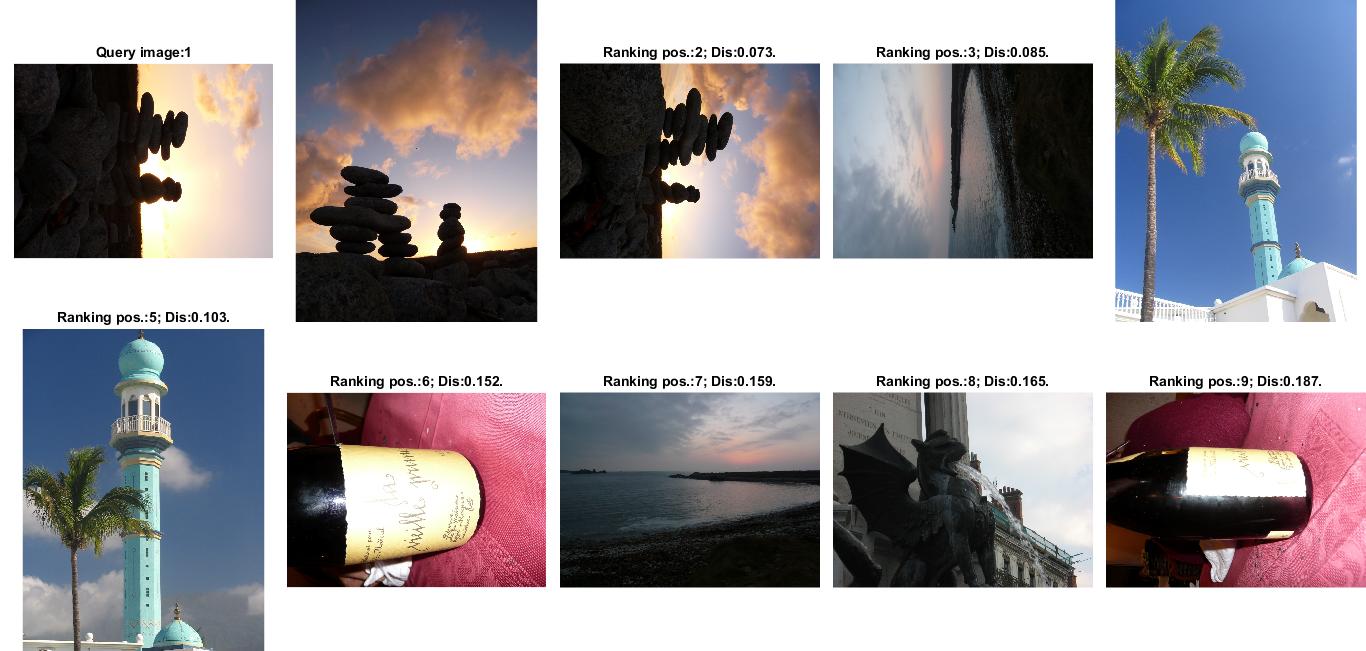 Query image:1
Ranking pos.:2; Dis:0.073.
Ranking pos.:3; Dis:0.085.
Ranking pos.:5; Dis:0.103.
Ranking pos.:6; Dis:0.152.
Ranking pos.:7; Dis:0.159.
Ranking pos.:8; Dis:0.165.
Ranking pos.:9; Dis:0.187.